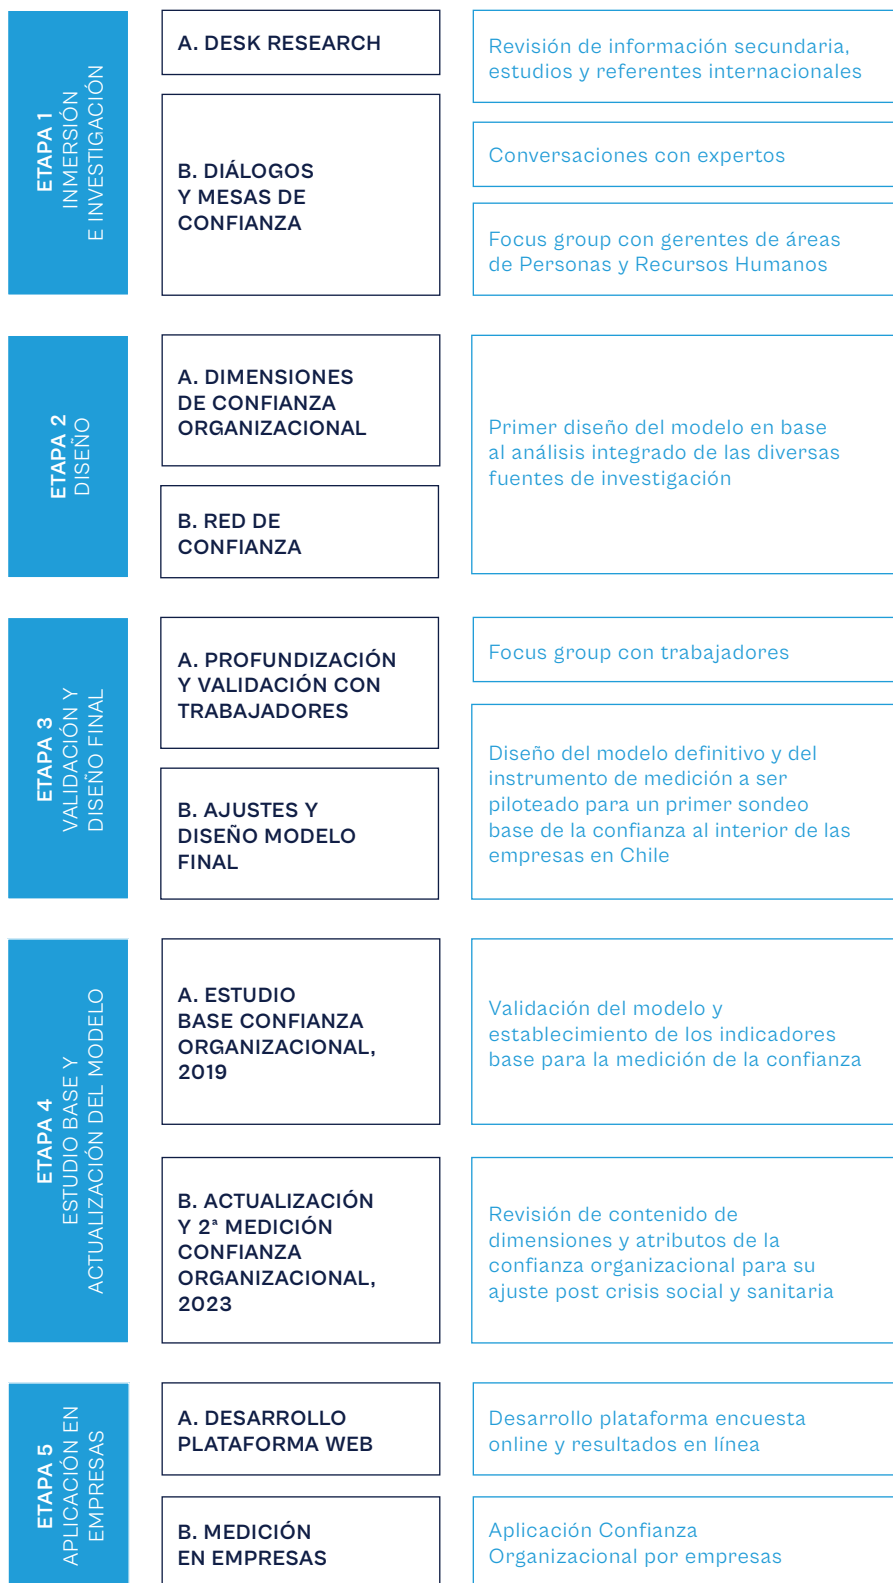 ETAPA 1
INMERSIÓN
E INVESTIGACIÓN
A. DESK RESEARCH
Revisión de información secundaria,
estudios y referentes internacionales
B. DIÁLOGOS
Y MESAS DE
CONFIANZA
Conversaciones con expertos
Focus group con gerentes de áreas
de Personas y Recursos Humanos
ETAPA 2
DISEÑO
A. DIMENSIONES
DE CONFIANZA
ORGANIZACIONAL
B. RED DE
CONFIANZA
Primer diseño del modelo en base
al análisis integrado de las diversas
fuentes de investigación
ETAPA 3
VALIDACIÓN Y
DISEÑO FINAL
A. PROFUNDIZACIÓN
Y VALIDACIÓN CON
TRABAJADORES
Focus group con trabajadores
B. AJUSTES Y
DISEÑO MODELO
FINAL
Diseño del modelo definitivo y del
instrumento de medición a ser
piloteado para un primer sondeo
base de la confianza al interior de las
empresas en Chile
ETAPA 4
ESTUDIO BASE Y
ACTUALIZACIÓN DEL MODELO
A. ESTUDIO
BASE CONFIANZA
ORGANIZACIONAL,
2019
Validación del modelo y
establecimiento de los indicadores
base para la medición de la confianza
B. ACTUALIZACIÓN
Y 2ª MEDICIÓN
CONFIANZA
ORGANIZACIONAL,
2023
Revisión de contenido de
dimensiones y atributos de la
confianza organizacional para su
ajuste post crisis social y sanitaria
ETAPA 5
APLICACIÓN EN
EMPRESAS
A. DESARROLLO
PLATAFORMA WEB
Desarrollo plataforma encuesta
online y resultados en línea
B. MEDICIÓN
EN EMPRESAS
Aplicación Confianza
Organizacional por empresas